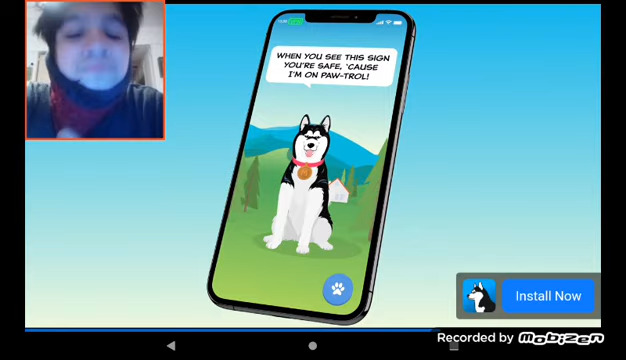 WHEN YOU SEE THIS SIGN
YOU'RE SAFE, 'CAUSE
I'M ON PAW-TROL!
Install Now
Recorded by mobizen